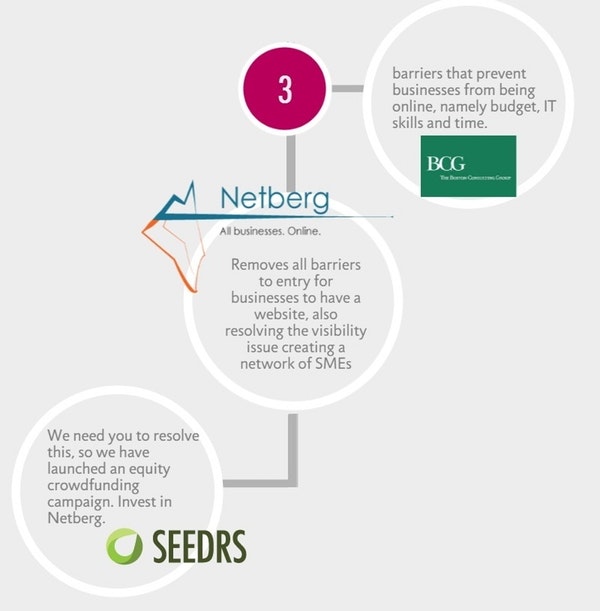 3
barriers that prevent
businesses from being
online, namely budget, IT
skills and time.
BCG
THE BOSTON CONSULTING GROUP
Netberg
All businesses. Online.
Removes all barriers
to entry for
businesses to have a
website, also
resolving the visibility
issue creating a
network of SMEs
We need you to resolve
this, so we have
launched an equity
crowdfunding
campaign. Invest in
Netberg.
SEEDRS